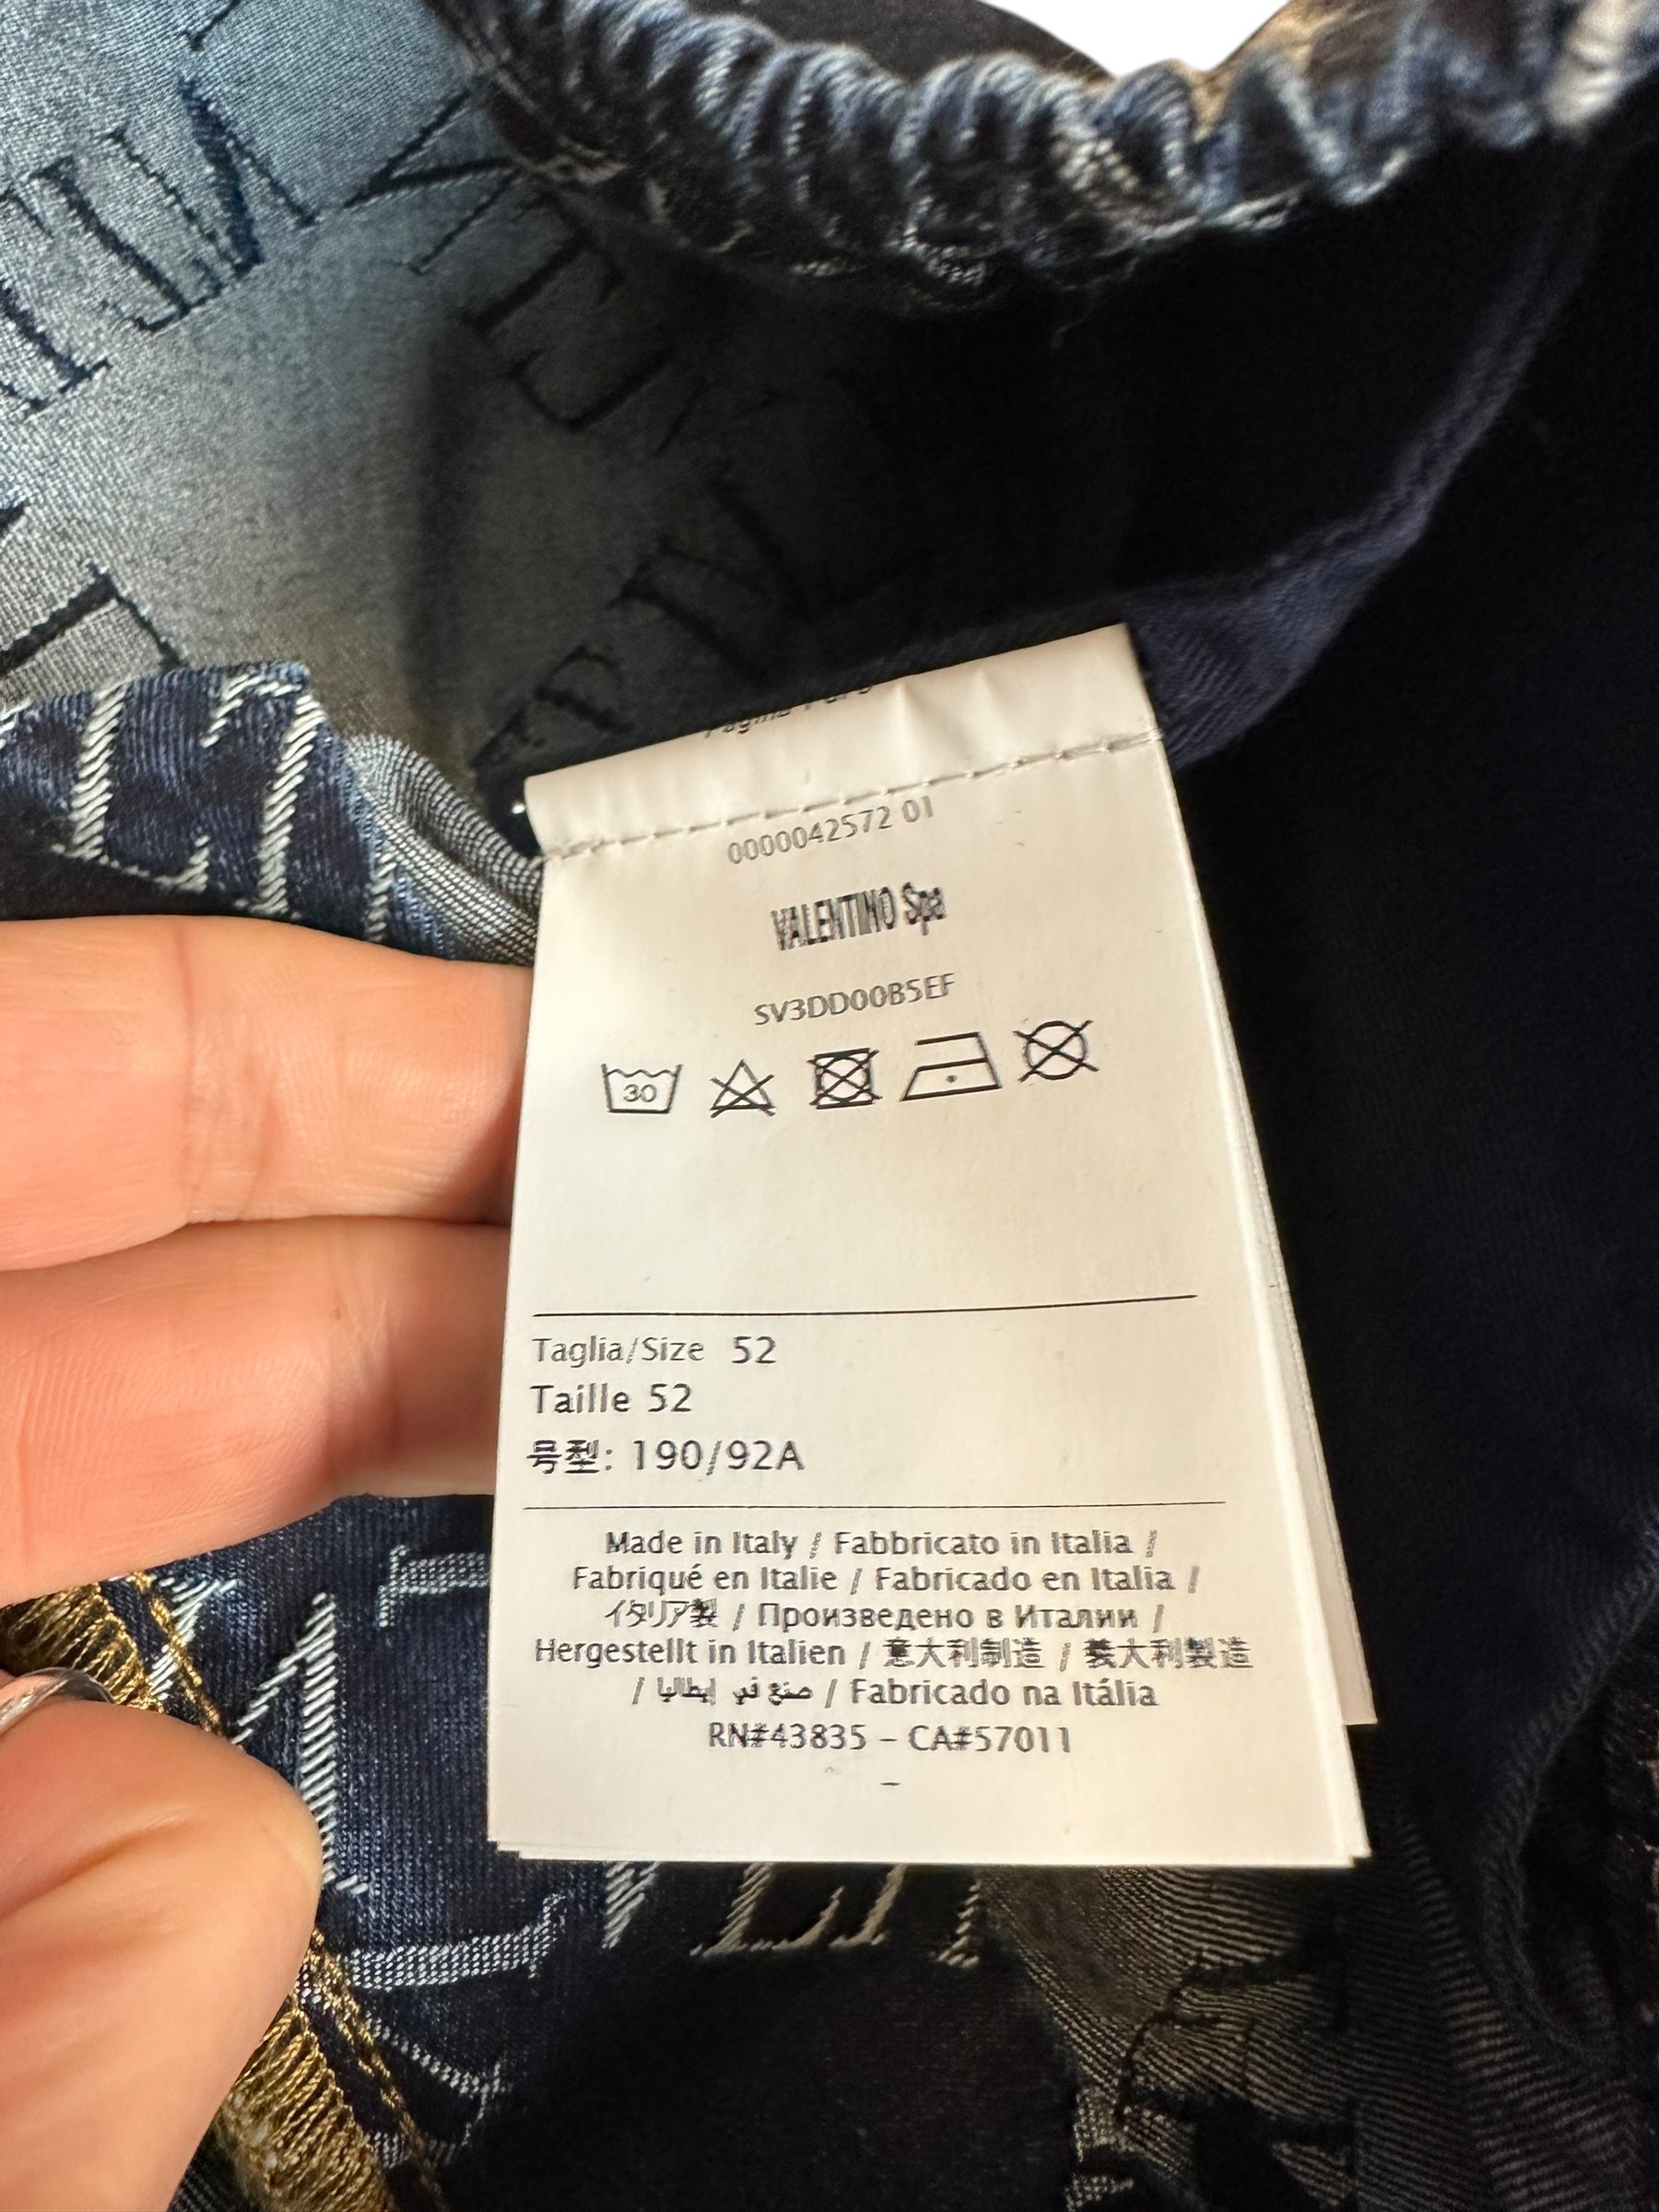 0000042572 01
VALENTINO Spa
SV3DD00B5EF
30
Taglia/Size 52
Taille 52
号型: 190/92A
Made in Italy / Fabbricato in Italia /
Fabriqué en Italie / Fabricado en Italia /
イタリア製 / Произведено в Италии /
Hergestellt in Italien / 意大利制造 / 義大利製造
/ صنع في إيطاليا / Fabricado na Itália
RN#43835 – CA#57011
–